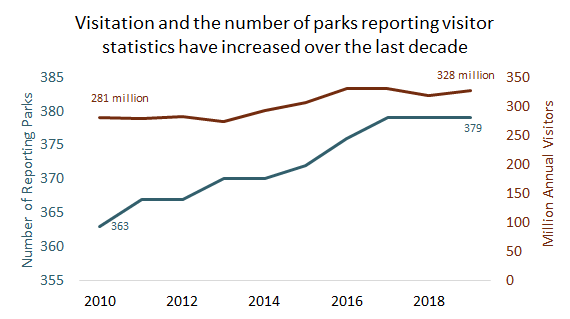 Visitation and the number of parks reporting visitor
statistics have increased over the last decade
Number of Reporting Parks
385
380
375
370
365
360
355
281 million
363
328 million
379
350
300
250
200
150
100
50
0
Million Annual Visitors
2010 2012 2014 2016 2018